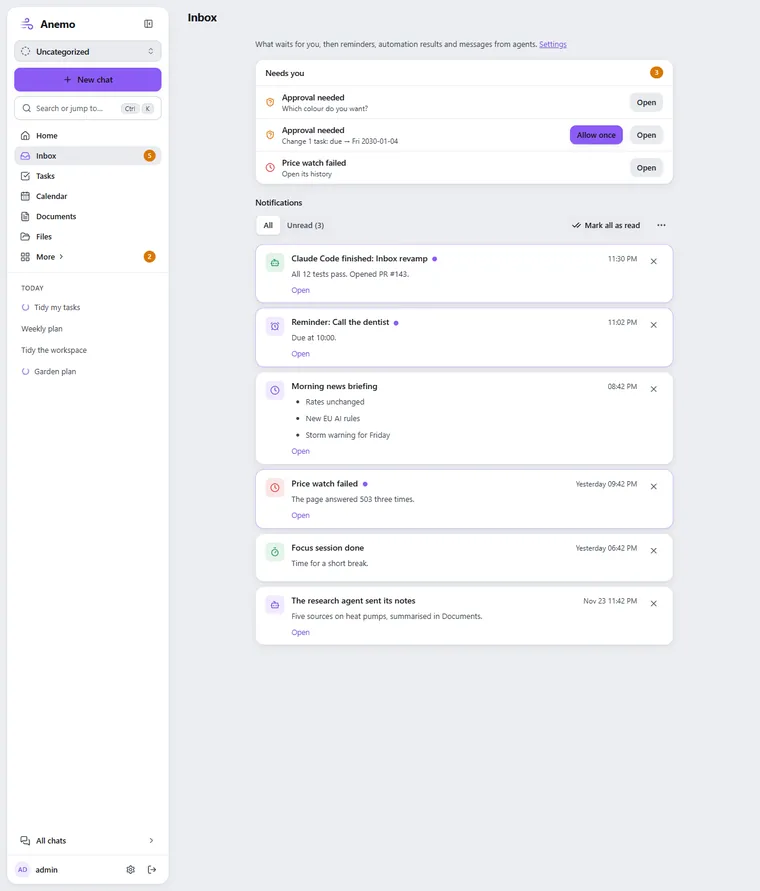 Anemo
Uncategorized
+ New chat
Search or jump to... Ctrl K
Home
Inbox 5
Tasks
Calendar
Documents
Files
More 2
TODAY
Tidy my tasks
Weekly plan
Tidy the workspace
Garden plan
All chats
AD admin
Inbox
What waits for you, then reminders, automation results and messages from agents. Settings
Needs you 3
Approval needed
Which colour do you want?
Open
Approval needed
Change 1 task: due → Fri 2030-01-04
Allow once Open
Price watch failed
Open its history
Open
Notifications
All Unread (3) Mark all as read ...
Claude Code finished: Inbox revamp 11:30 PM
All 12 tests pass. Opened PR #143.
Open
Reminder: Call the dentist 11:02 PM
Due at 10:00.
Open
Morning news briefing 08:42 PM
• Rates unchanged
• New EU AI rules
• Storm warning for Friday
Open
Price watch failed Yesterday 09:42 PM
The page answered 503 three times.
Open
Focus session done Yesterday 06:42 PM
Time for a short break.
The research agent sent its notes Nov 23 11:42 PM
Five sources on heat pumps, summarised in Documents.
Open